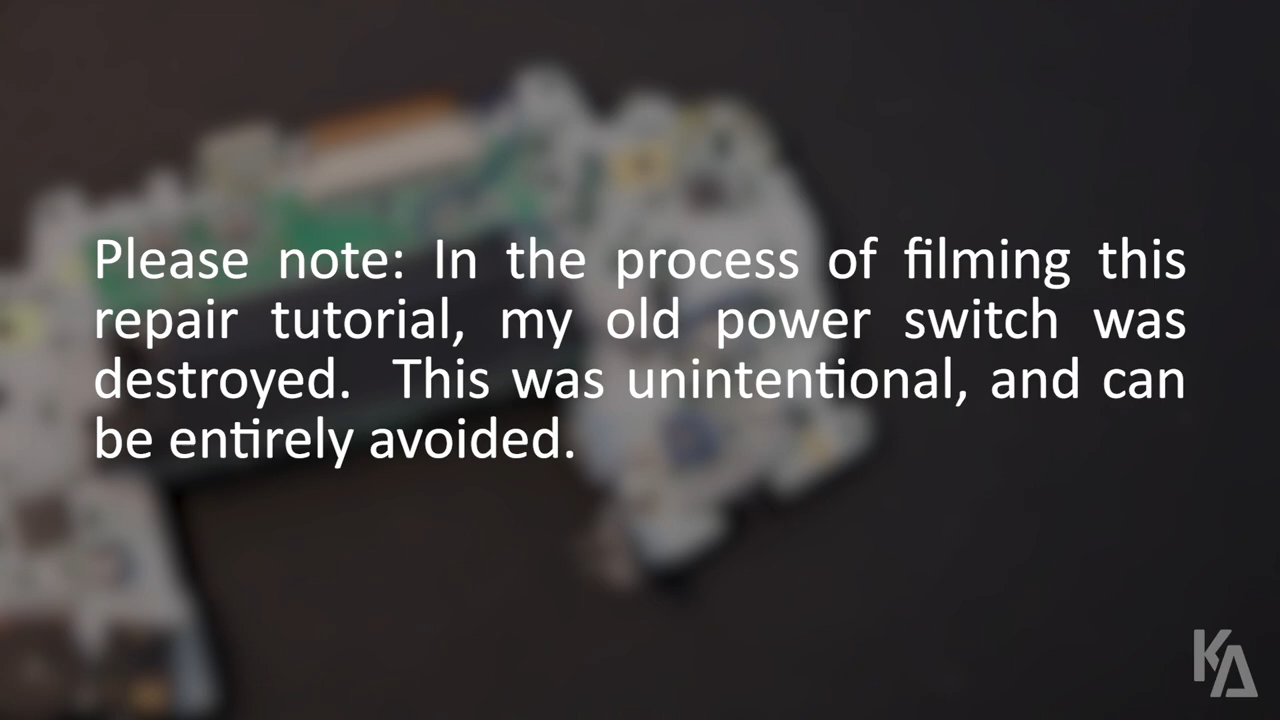 Please note: In the process of filming this
repair tutorial, my old power switch was
destroyed.  This was unintentional, and can
be entirely avoided.
KA